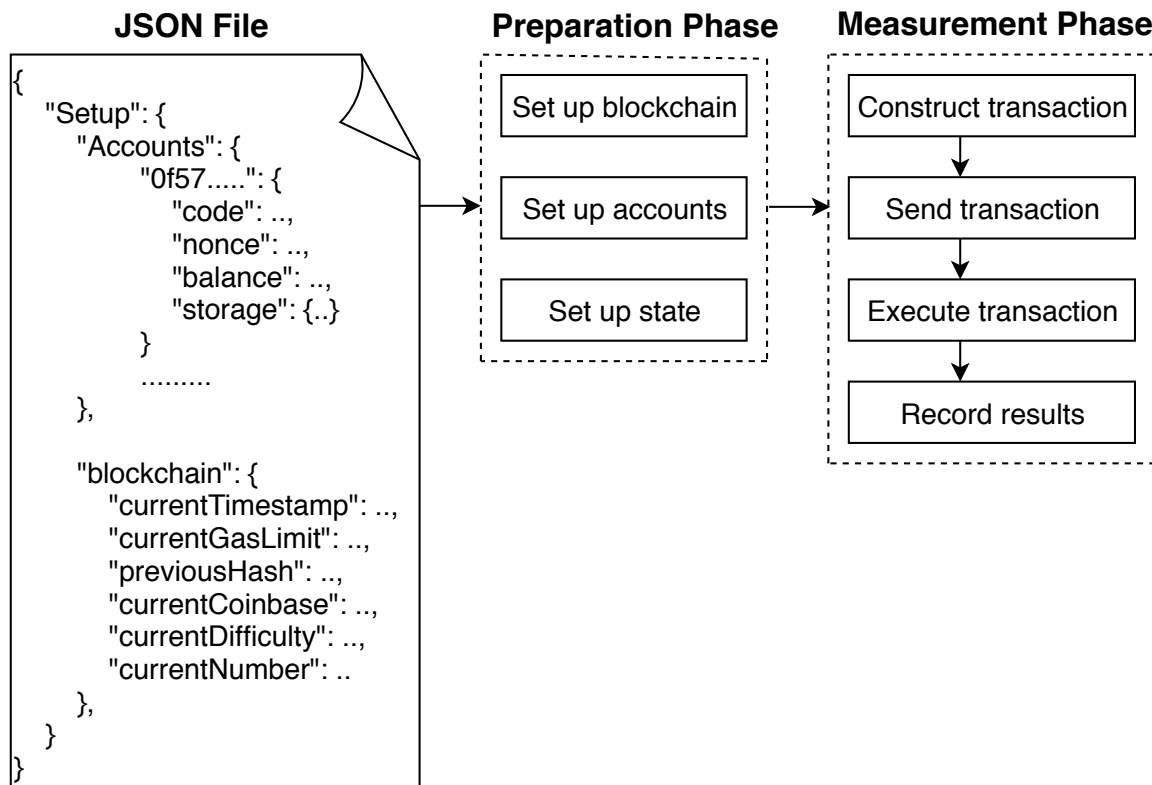 JSON File
{
"Setup": {
"Accounts": {
"0f57.....": {
"code": ..,
"nonce": ..,
"balance": ..,
"storage": {..}
}
.........
},
"blockchain": {
"currentTimestamp": ..,
"currentGasLimit": ..,
"previousHash": ..,
"currentCoinbase": ..,
"currentDifficulty": ..,
"currentNumber": ..
},
}
}
Preparation Phase
Set up blockchain
Set up accounts
Set up state
Measurement Phase
Construct transaction
Send transaction
Execute transaction
Record results